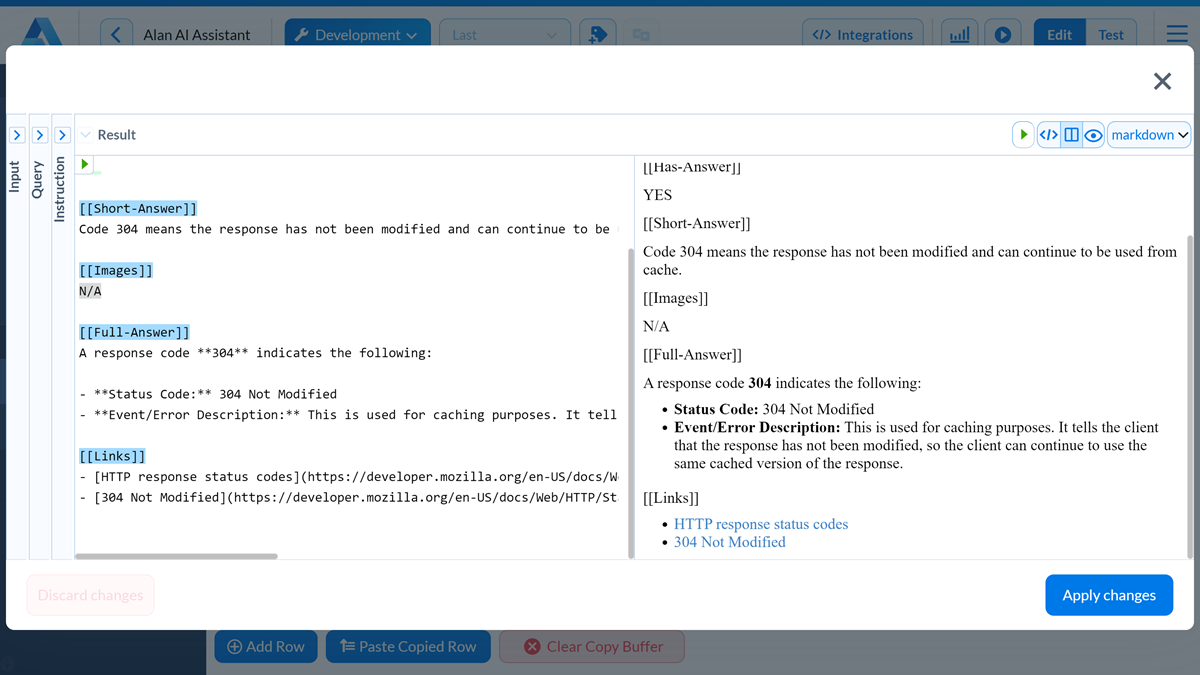 Alan AI Assistant
Development
Last
</> Integrations
Edit
Test
Input
Query
Instruction
Result
</>
markdown
[[Short-Answer]]
Code 304 means the response has not been modified and can continue to be
[[Images]]
N/A
[[Full-Answer]]
A response code **304** indicates the following:
- **Status Code:** 304 Not Modified
- **Event/Error Description:** This is used for caching purposes. It tell
[[Links]]
- [HTTP response status codes](https://developer.mozilla.org/en-US/docs/W
- [304 Not Modified](https://developer.mozilla.org/en-US/docs/Web/HTTP/St
[[Has-Answer]]
YES
[[Short-Answer]]
Code 304 means the response has not been modified and can continue to be used from
cache.
[[Images]]
N/A
[[Full-Answer]]
A response code 304 indicates the following:
• Status Code: 304 Not Modified
• Event/Error Description: This is used for caching purposes. It tells the client
that the response has not been modified, so the client can continue to use the
same cached version of the response.
[[Links]]
• HTTP response status codes
• 304 Not Modified
Discard changes
Apply changes
Add Row
Paste Copied Row
Clear Copy Buffer